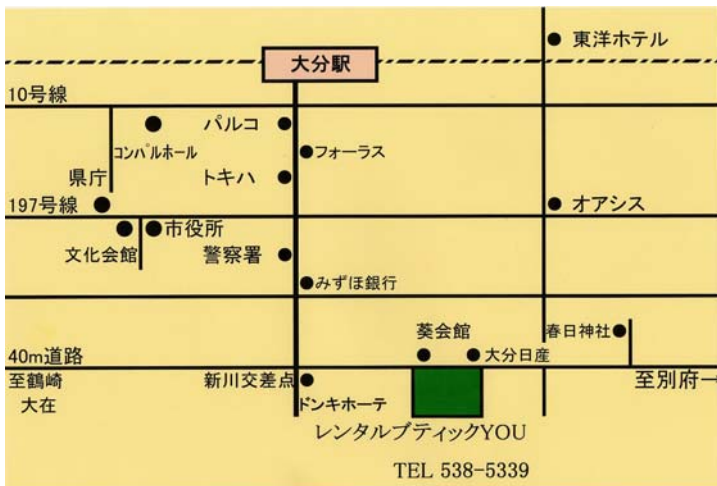 東洋ホテル
大分駅
10号線
パルコ
コンパルホール
フォーラス
県庁
トキハ
197号線
オアシス
文化会館
市役所
警察署
みずほ銀行
葵会館
春日神社
40m道路
大分日産
至鶴崎
大在
新川交差点
ドンキホーテ
至別府→
レンタルブティックYOU
TEL 538-5339